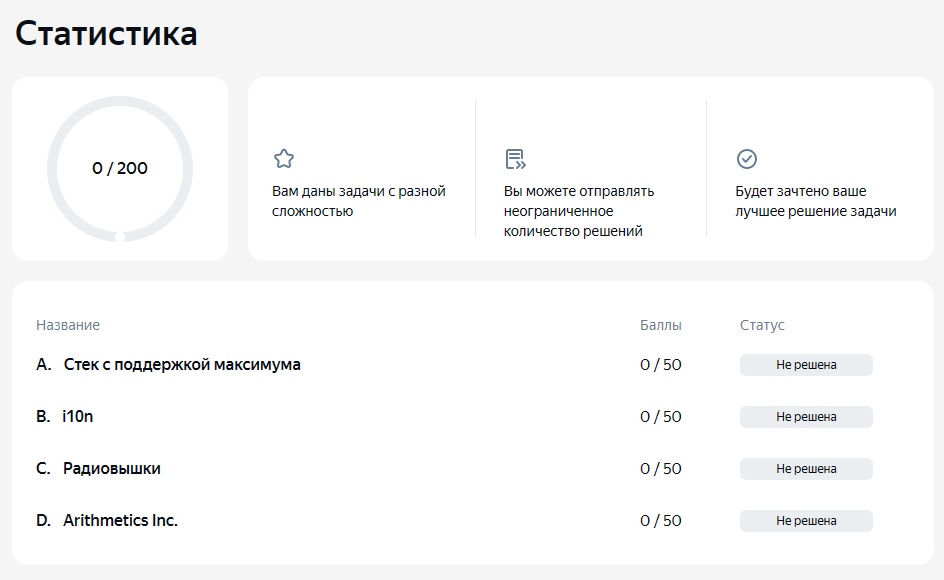 Статистика
0 / 200
Вам даны задачи с разной
сложностью
Вы можете отправлять
неограниченное
количество решений
Будет зачтено ваше
лучшее решение задачи
Название Баллы Статус
A. Стек с поддержкой максимума 0 / 50 Не решена
B. i10n 0 / 50 Не решена
C. Радиовышки 0 / 50 Не решена
D. Arithmetics Inc. 0 / 50 Не решена